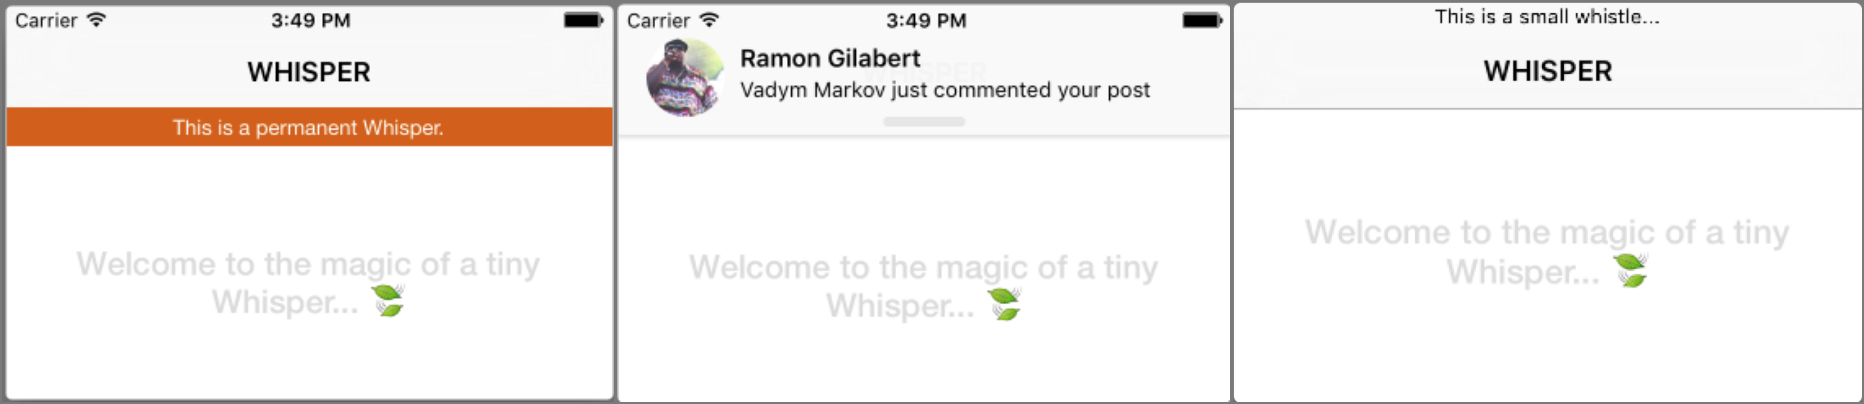 Carrier 3:49 PM
WHISPER
This is a permanent Whisper.
Welcome to the magic of a tiny
Whisper... 🍃
Carrier 3:49 PM
Ramon Gilabert
WHISPER
Vadym Markov just commented your post
Welcome to the magic of a tiny
Whisper... 🍃
This is a small whistle...
WHISPER
Welcome to the magic of a tiny
Whisper... 🍃